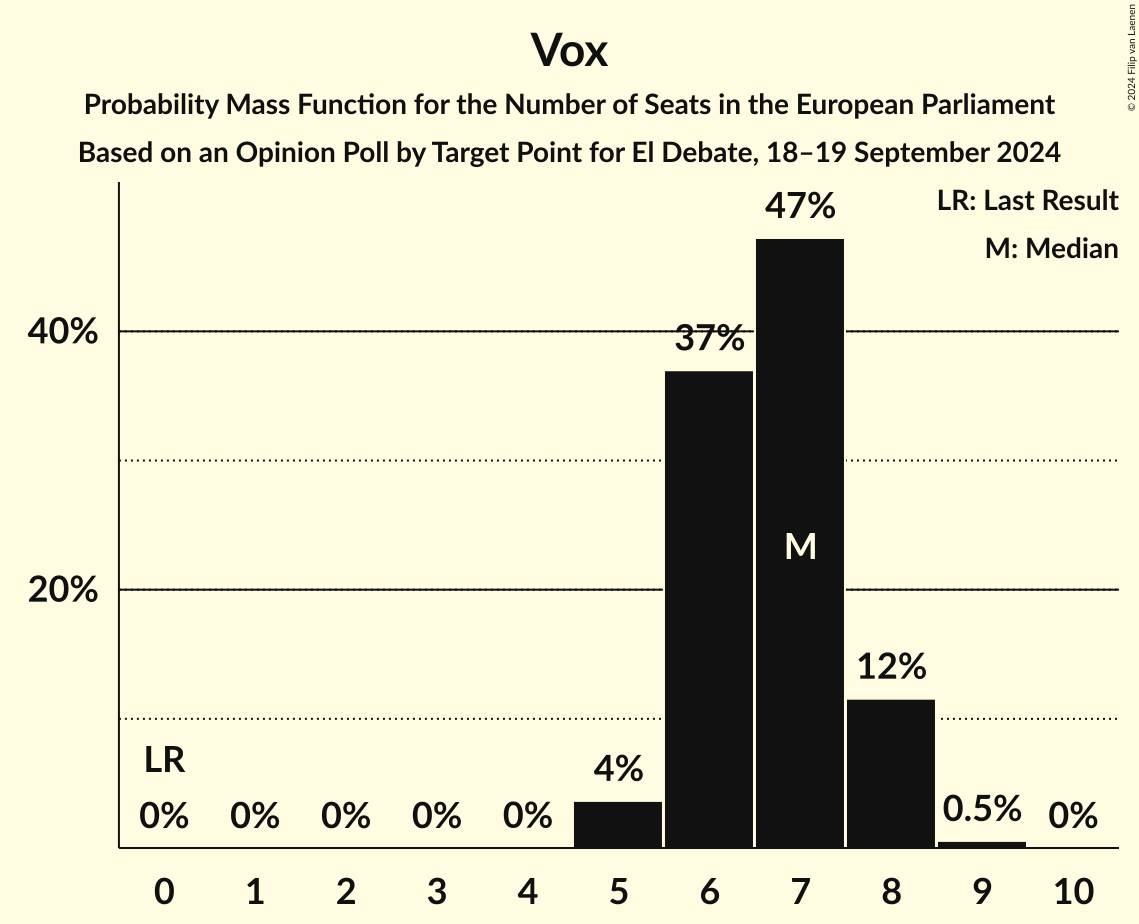 Vox
Probability Mass Function for the Number of Seats in the European Parliament
Based on an Opinion Poll by Target Point for El Debate, 18–19 September 2024
© 2024 Filip van Laenen
LR: Last Result
M: Median
47%
40%
37%
M
20%
12%
LR
4%
0% 0% 0% 0% 0% 0.5% 0%
0 1 2 3 4 5 6 7 8 9 10